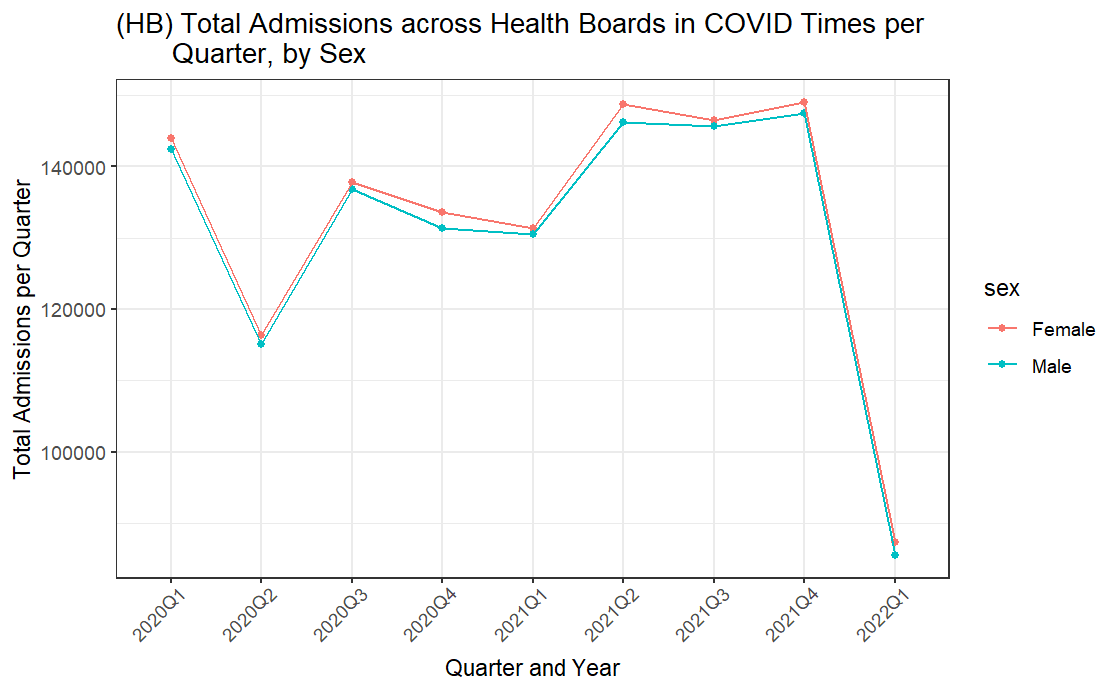 (HB) Total Admissions across Health Boards in COVID Times per
Quarter, by Sex
Total Admissions per Quarter
140000
120000
100000
2020Q1
2020Q2
2020Q3
2020Q4
2021Q1
2021Q2
2021Q3
2021Q4
2022Q1
Quarter and Year
sex
Female
Male